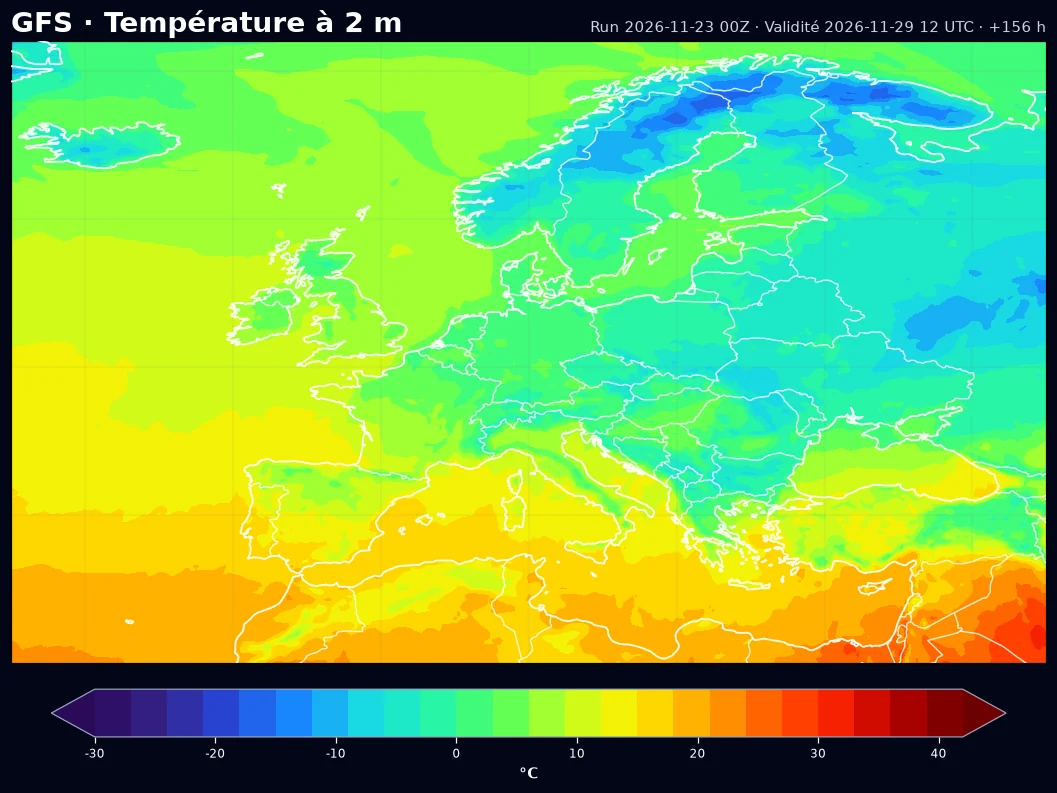 GFS · Température à 2 m
Run 2026-11-23 00Z · Validité 2026-11-29 12 UTC · +156 h
-30 -20 -10 0 10 20 30 40
°C